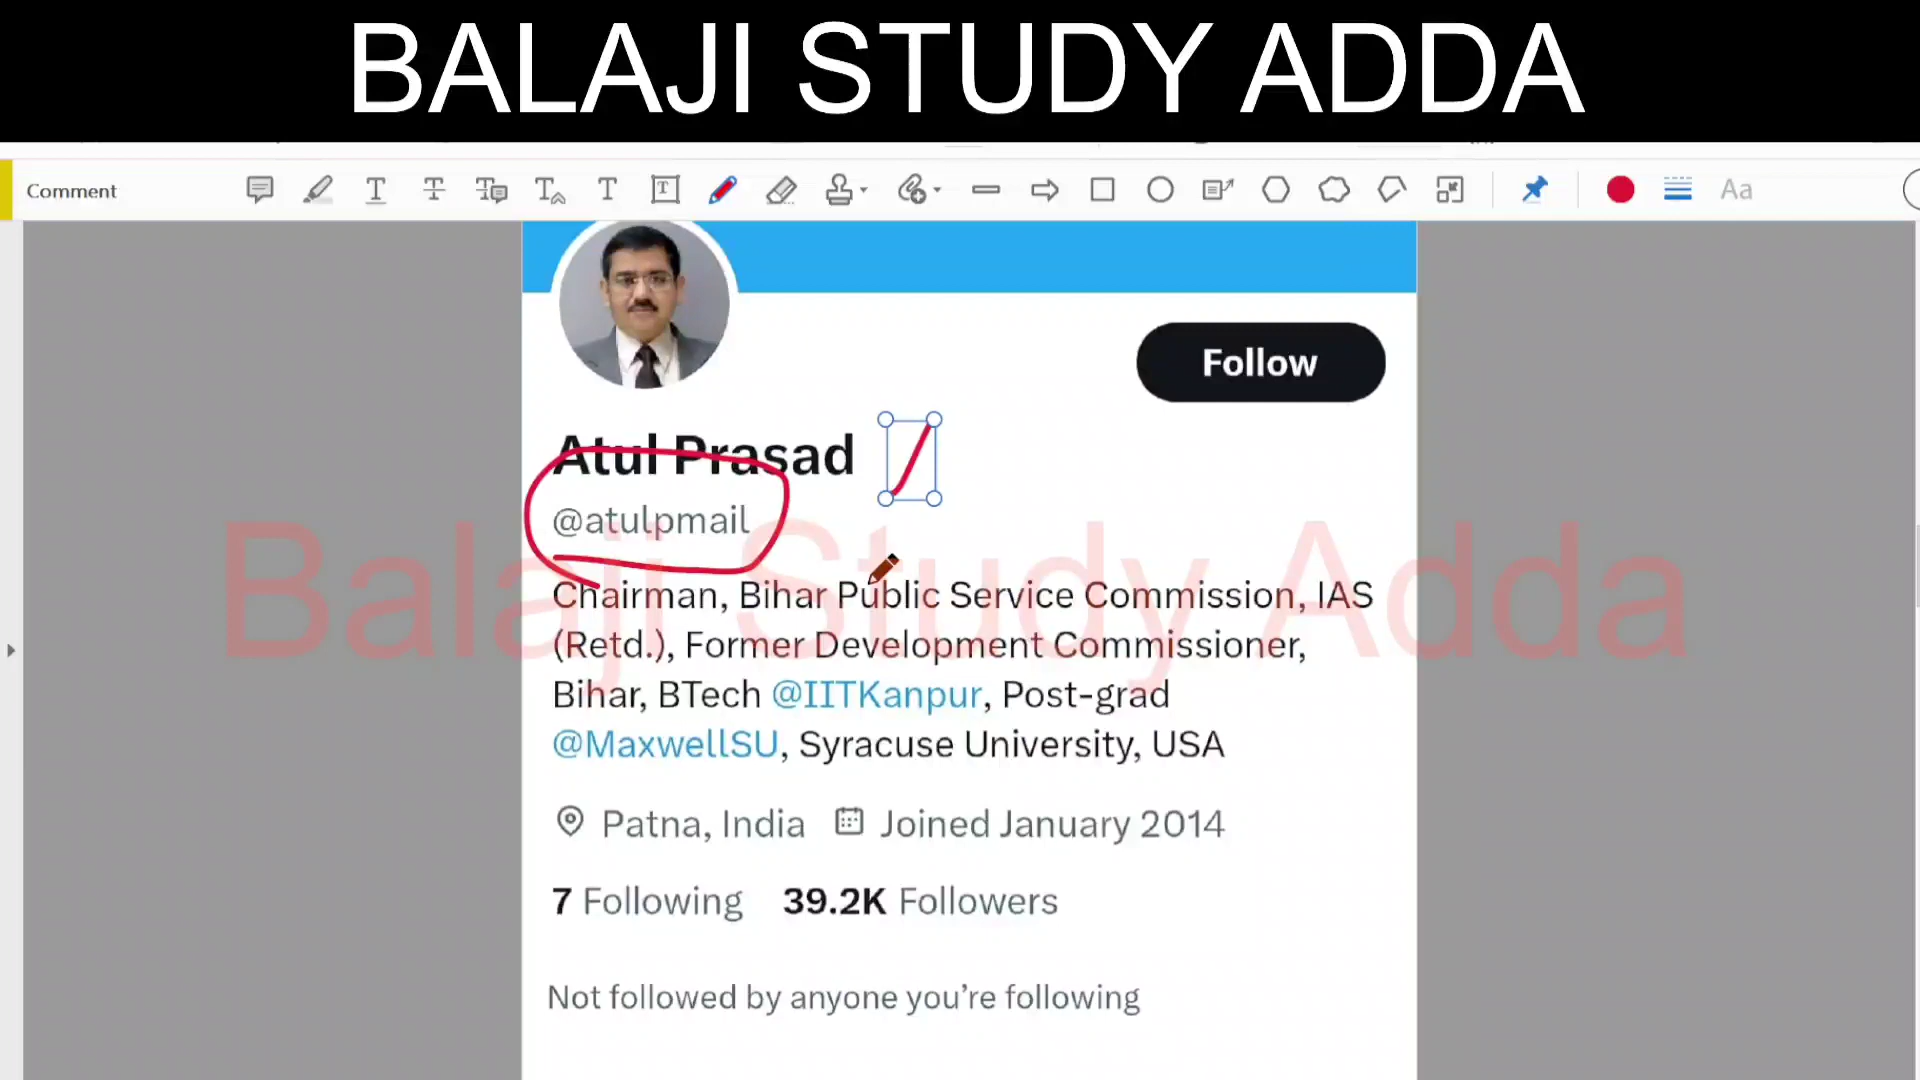 BALAJI STUDY ADDA
Comment
Aa
Follow
Atul Prasad
@atulpmail
Balaji Study Adda
Chairman, Bihar Public Service Commission, IAS
(Retd.), Former Development Commissioner,
Bihar, BTech @IITKanpur, Post-grad
@MaxwellSU, Syracuse University, USA
Patna, India Joined January 2014
7 Following 39.2K Followers
Not followed by anyone you’re following